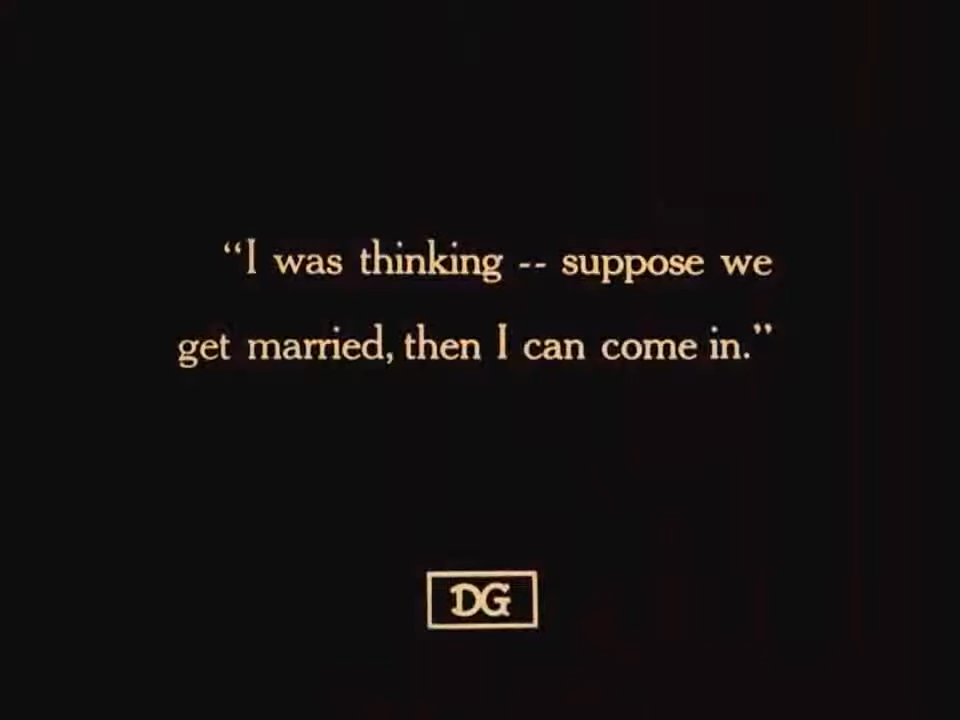 “I was thinking -- suppose we
get married, then I can come in.”
DG